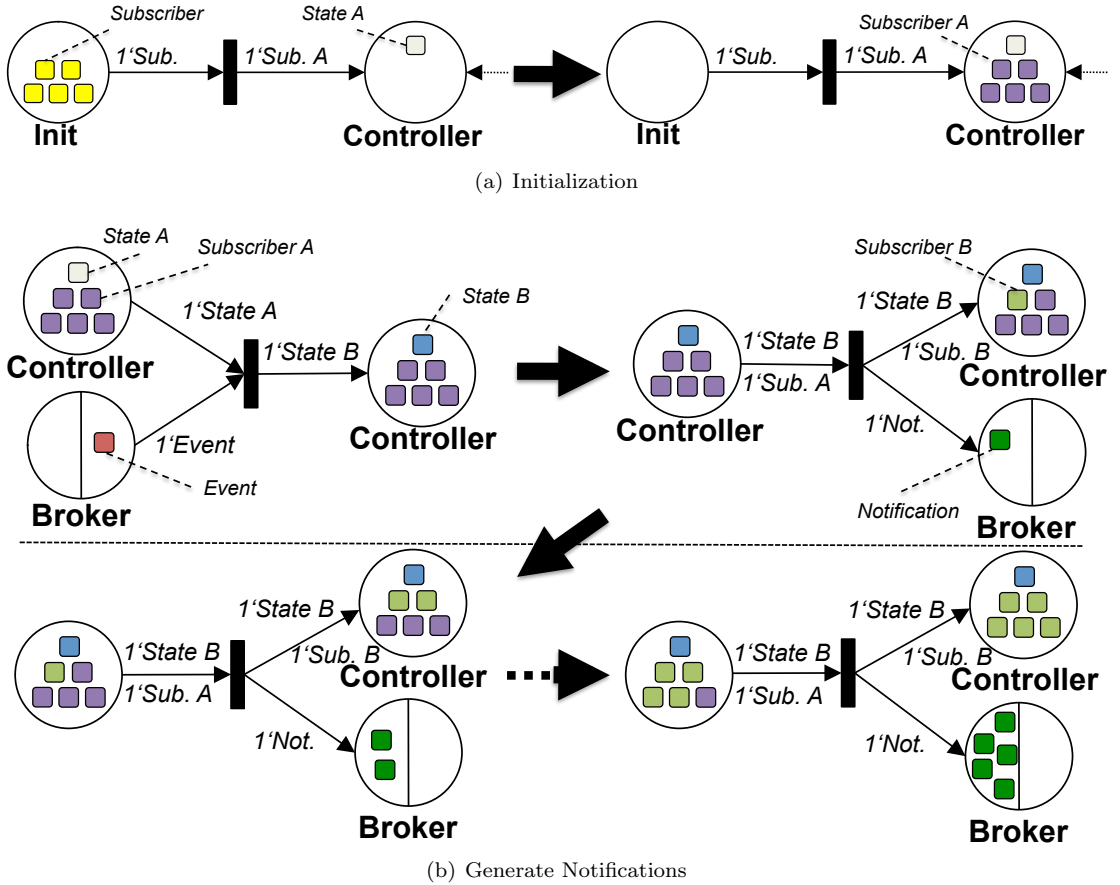 Subscriber
State A
Subscriber A
1‘Sub.
1‘Sub. A
1‘Sub.
1‘Sub. A
Init
Controller
Init
Controller
(a) Initialization
State A
Subscriber A
State B
Subscriber B
1‘State A
1‘State B
1‘State B
1‘State B
1‘Sub. A
1‘Sub. B
Controller
Controller
Controller
Controller
1‘Event
1‘Not.
Event
Notification
Broker
Broker
1‘State B
1‘State B
1‘State B
1‘State B
1‘Sub. A
1‘Sub. B
1‘Sub. A
1‘Sub. B
Controller
Controller
1‘Not.
1‘Not.
Broker
Broker
(b) Generate Notifications